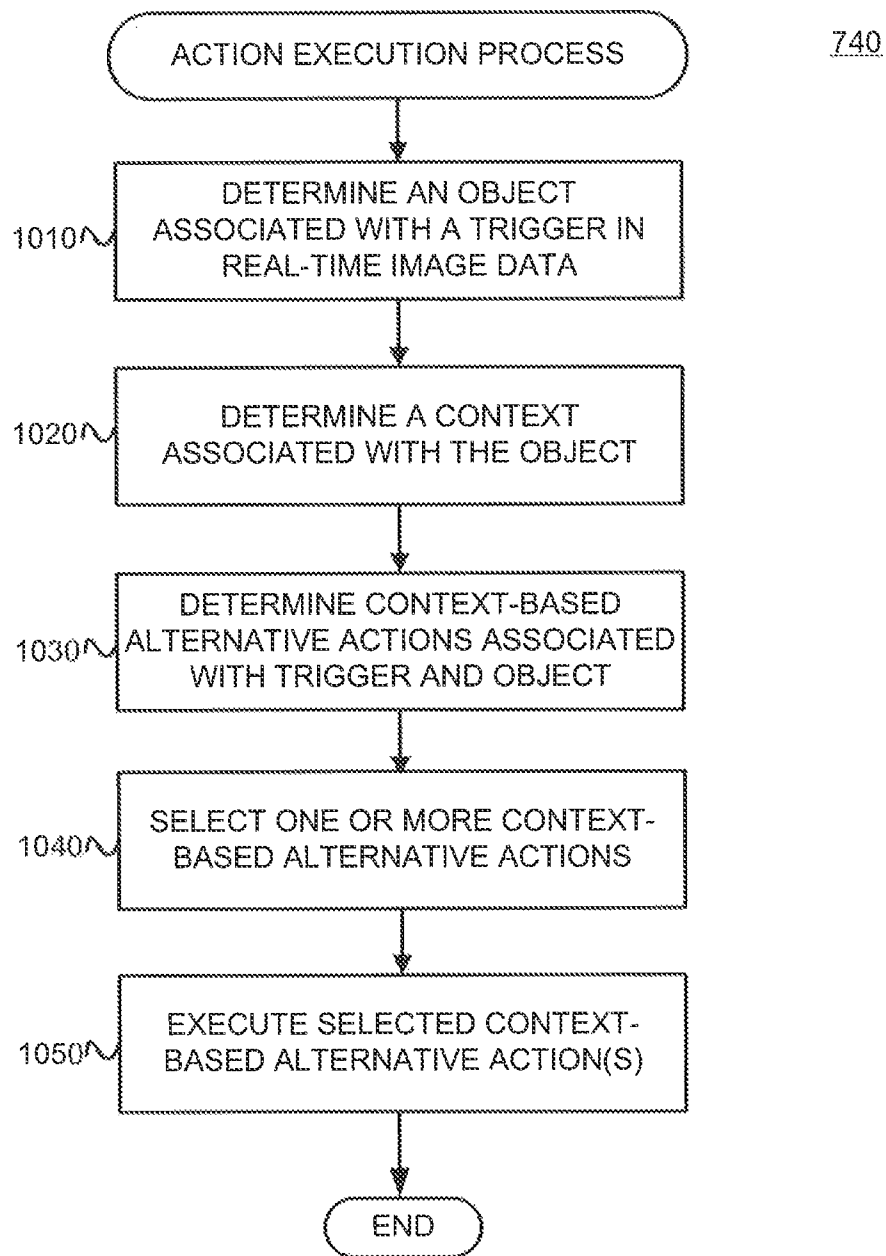 ACTION EXECUTION PROCESS
740
1010
DETERMINE AN OBJECT
ASSOCIATED WITH A TRIGGER IN
REAL-TIME IMAGE DATA
1020
DETERMINE A CONTEXT
ASSOCIATED WITH THE OBJECT
1030
DETERMINE CONTEXT-BASED
ALTERNATIVE ACTIONS ASSOCIATED
WITH TRIGGER AND OBJECT
1040
SELECT ONE OR MORE CONTEXT-
BASED ALTERNATIVE ACTIONS
1050
EXECUTE SELECTED CONTEXT-
BASED ALTERNATIVE ACTION(S)
END